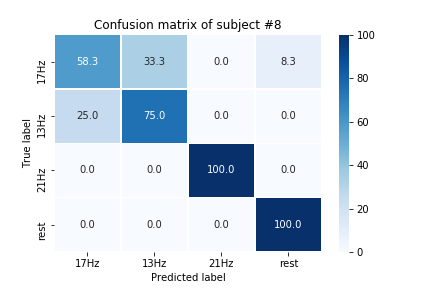 Confusion matrix of subject #8
True label
17Hz 58.3 33.3 0.0 8.3
13Hz 25.0 75.0 0.0 0.0
21Hz 0.0 0.0 100.0 0.0
rest 0.0 0.0 0.0 100.0
17Hz 13Hz 21Hz rest
Predicted label
100
80
60
40
20
0